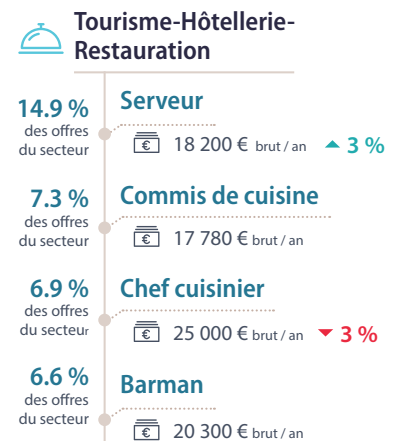 Tourisme-Hôtellerie-
Restauration
14.9 %
des offres
du secteur
Serveur
€ 18 200 € brut / an 3 %
7.3 %
des offres
du secteur
Commis de cuisine
€ 17 780 € brut / an
6.9 %
des offres
du secteur
Chef cuisinier
€ 25 000 € brut / an 3 %
6.6 %
des offres
du secteur
Barman
€ 20 300 € brut / an